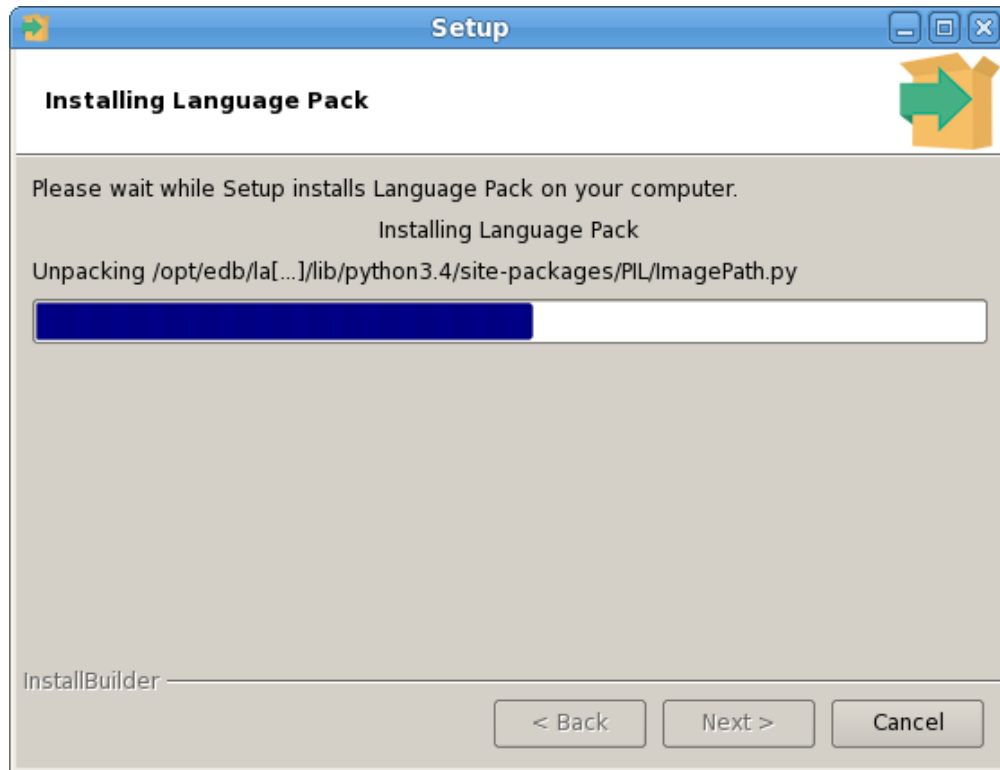 Setup
Installing Language Pack
Please wait while Setup installs Language Pack on your computer.
Installing Language Pack
Unpacking /opt/edb/la[...]/lib/python3.4/site-packages/PIL/ImagePath.py
InstallBuilder
< Back Next > Cancel